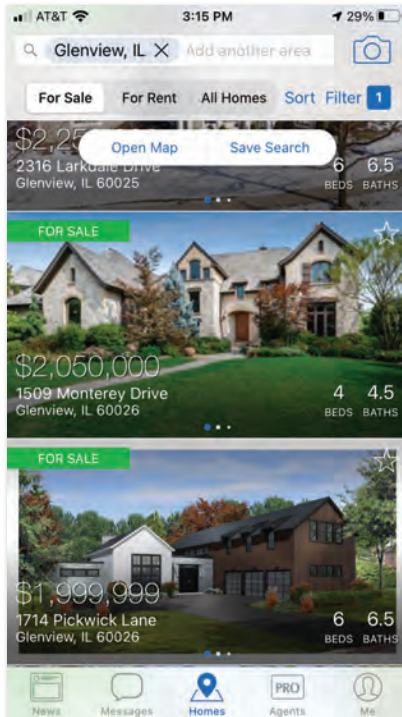 AT&T 3:15 PM 29%
Glenview, IL X Add another area
For Sale For Rent All Homes Sort Filter 1
Open Map Save Search
2316 Larkdale Drive
Glenview, IL 60025
6 6.5
BEDS BATHS
FOR SALE
$2,050,000
1509 Monterey Drive
Glenview, IL 60026
4 4.5
BEDS BATHS
FOR SALE
$1,999,999
1714 Pickwick Lane
Glenview, IL 60026
6 6.5
BEDS BATHS
PRO
News Messages Homes Agents Me